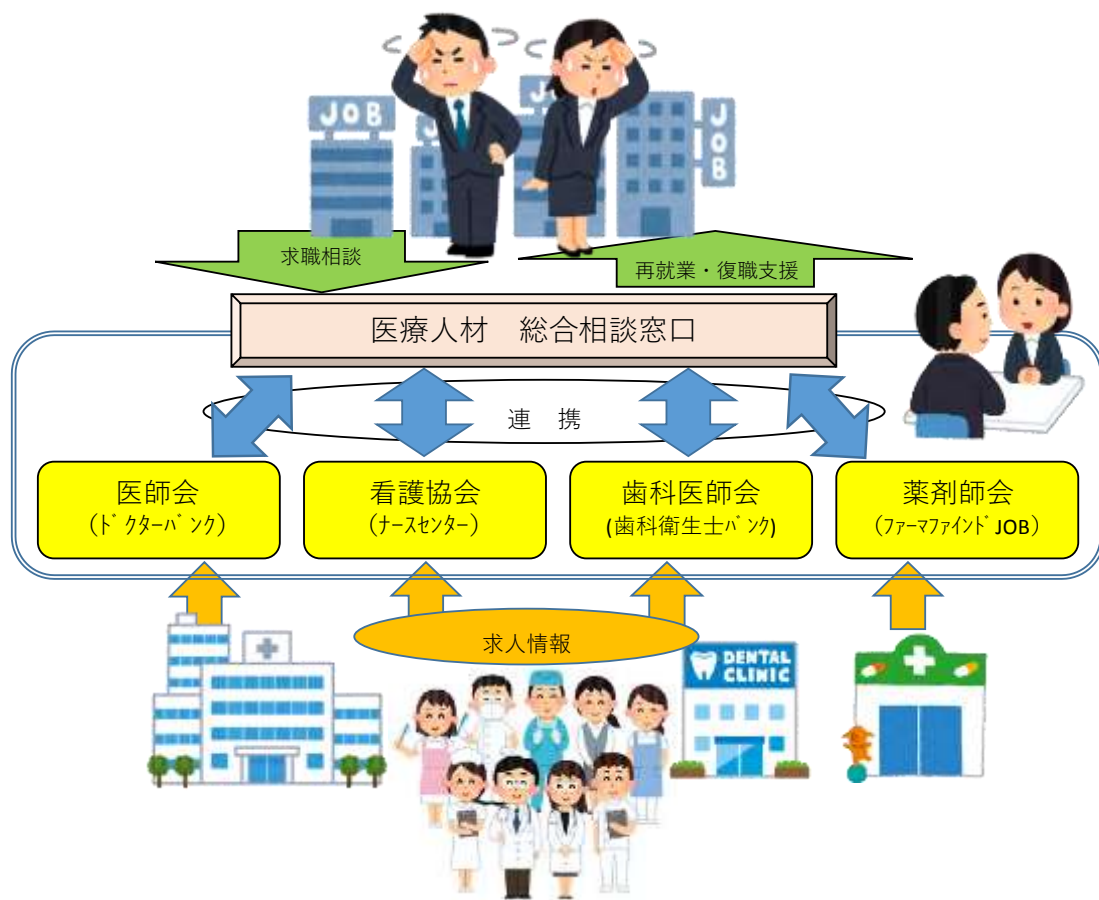 JOB
J
JO
JOB
求職相談
再就業・復職支援
医療人材　総合相談窓口
連　携
医師会
（ﾄﾞｸﾀｰﾊﾞﾝｸ）
看護協会
（ﾅｰｽｾﾝﾀｰ）
歯科医師会
(歯科衛生士ﾊﾞﾝｸ)
薬剤師会
（ﾌｧｰﾏﾌｧｲﾝﾄﾞJOB）
求人情報
DENTAL
CLINIC